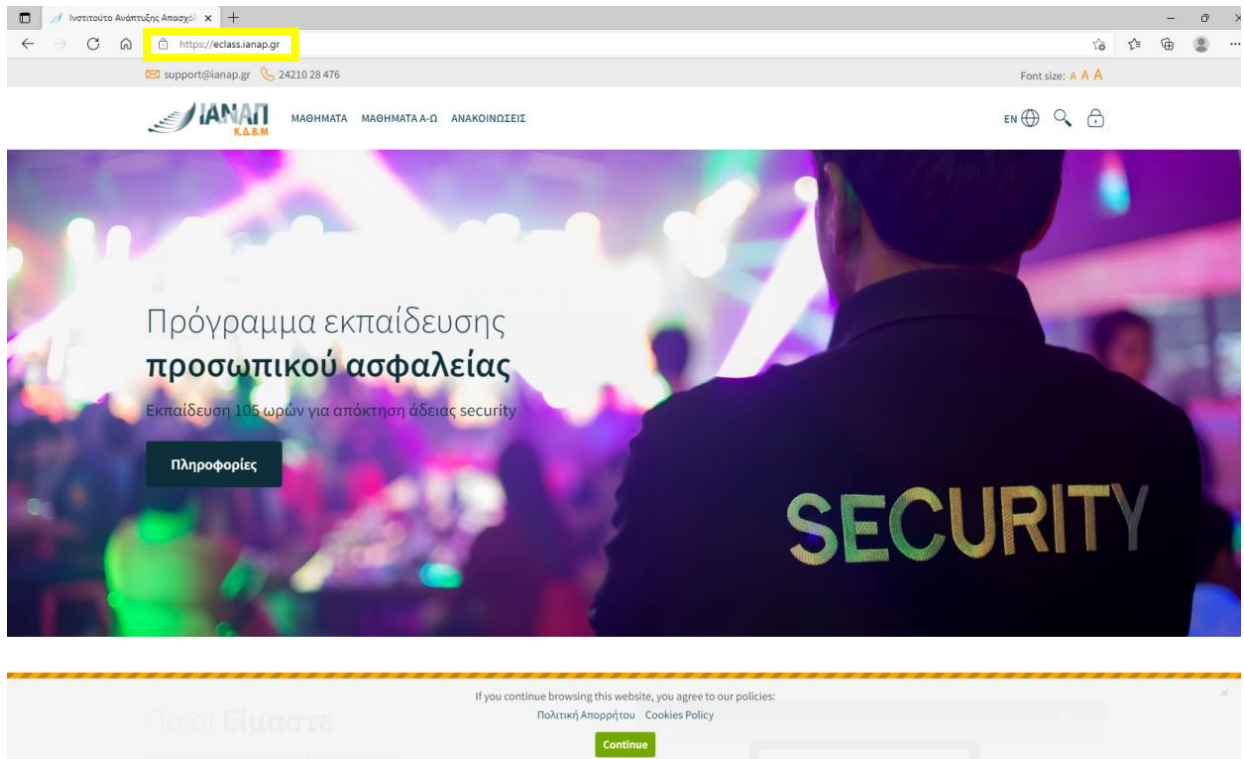 Ινστιτούτο Ανάπτυξης Απασχό
https://eclass.ianap.gr
support@ianap.gr 24210 28 476
Font size: A A A
ΙΑΝΑΠ
Κ.Δ.Β.Μ
ΜΑΘΗΜΑΤΑ ΜΑΘΗΜΑΤΑ Α-Ω ΑΝΑΚΟΙΝΩΣΕΙΣ
EN
Πρόγραμμα εκπαίδευσης
προσωπικού ασφαλείας
Εκπαίδευση 105 ωρών για απόκτηση άδειας security
Πληροφορίες
SECURITY
If you continue browsing this website, you agree to our policies:
Πολιτική Απορρήτου Cookies Policy
Ποιοι Είμαστε
Continue